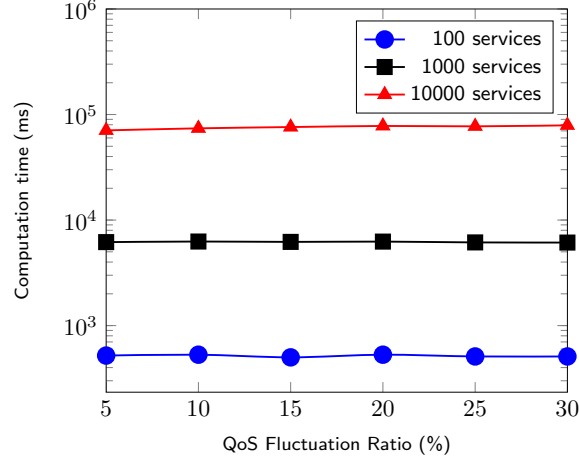 10^6
10^5
10^4
10^3
Computation time (ms)
100 services
1000 services
10000 services
5 10 15 20 25 30
QoS Fluctuation Ratio (%)